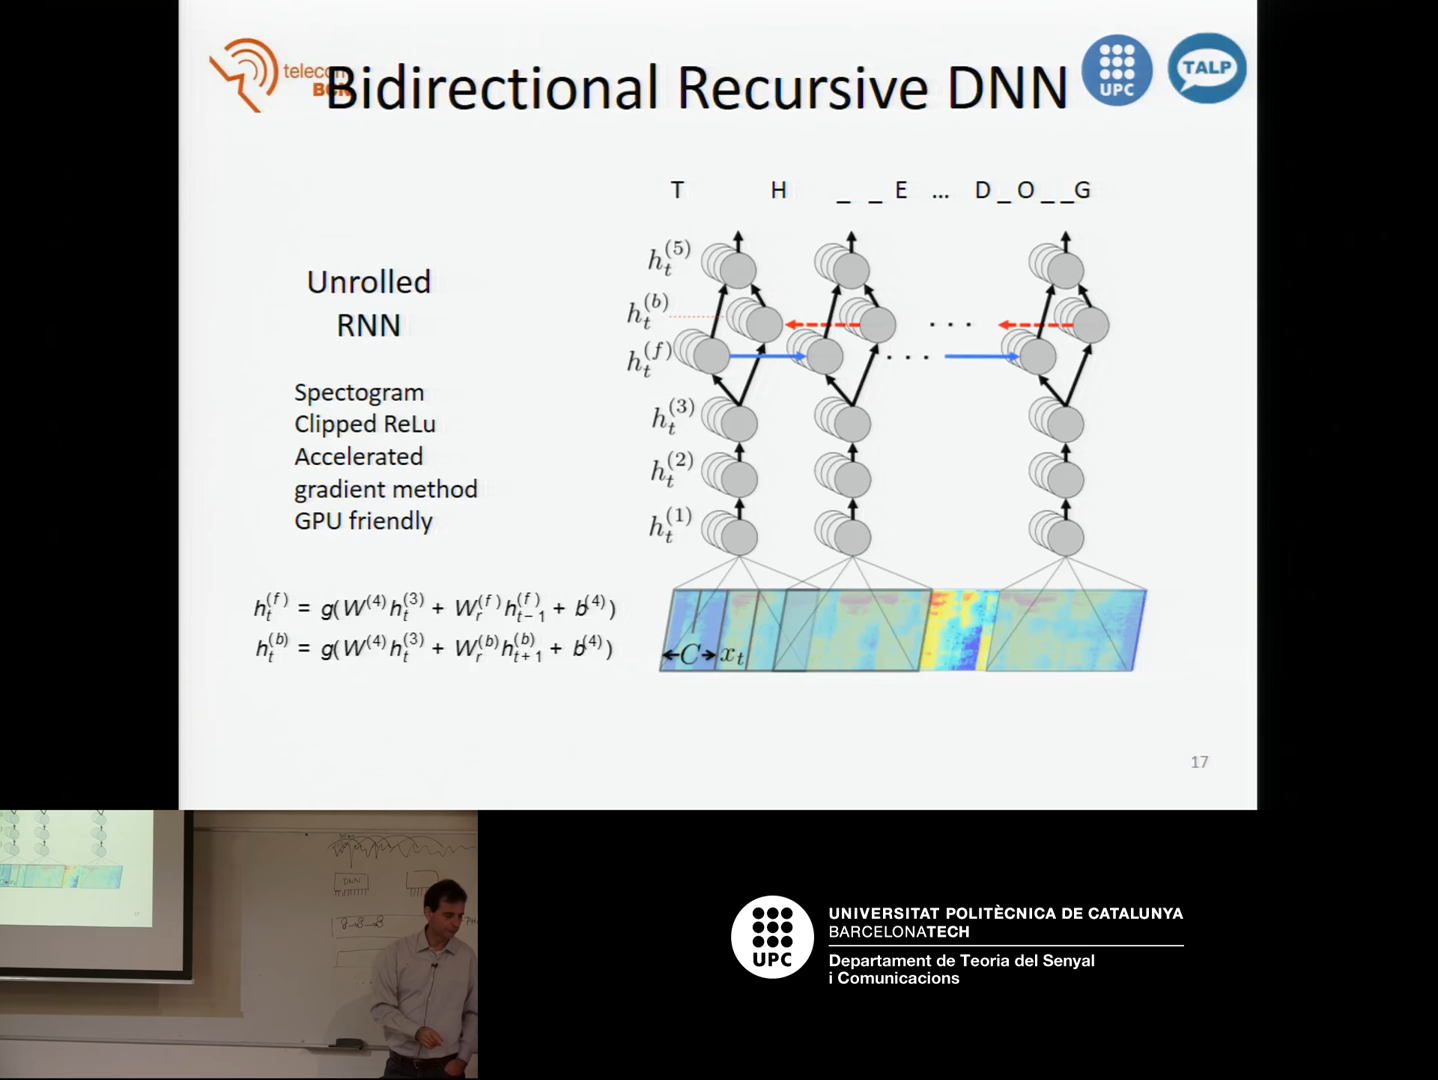 telecom
BCN
Bidirectional Recursive DNN
UPC
TALP
T H _ _ E ... D _ O _ _ G
Unrolled
RNN
Spectogram
Clipped ReLu
Accelerated
gradient method
GPU friendly
h_t^(5)
h_t^(b)
h_t^(f)
h_t^(3)
h_t^(2)
h_t^(1)
h_t^(f) = g(W^(4) h_t^(3) + W_r^(f) h_{t-1}^(f) + b^(4))
h_t^(b) = g(W^(4) h_t^(3) + W_r^(b) h_{t+1}^(b) + b^(4))
C x_t
17
DNN
UPC
UNIVERSITAT POLITÈCNICA DE CATALUNYA
BARCELONATECH
Departament de Teoria del Senyal
i Comunicacions